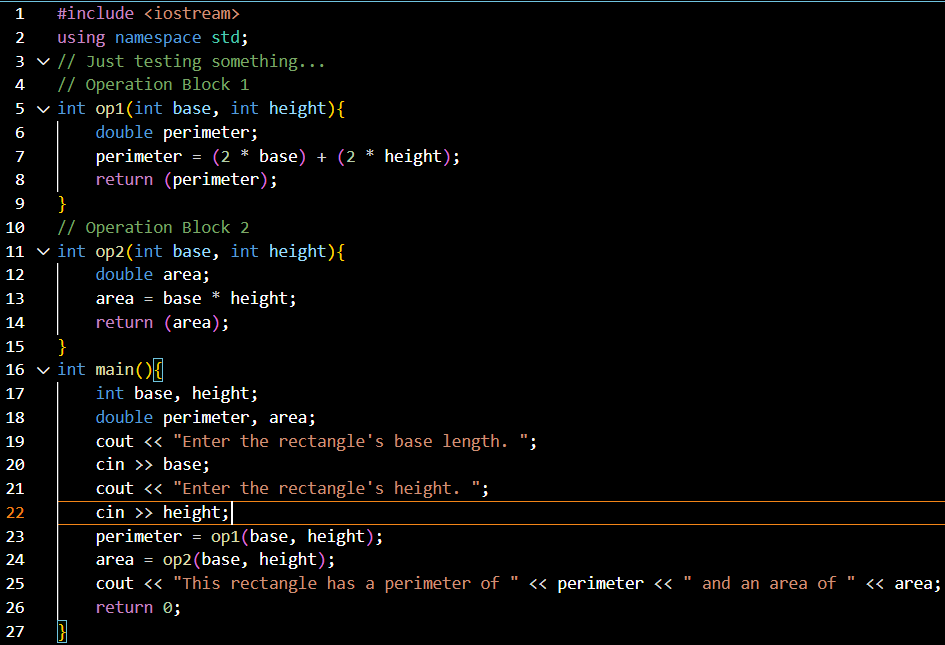 1 #include <iostream>
2 using namespace std;
3 // Just testing something...
4 // Operation Block 1
5 int op1(int base, int height){
6     double perimeter;
7     perimeter = (2 * base) + (2 * height);
8     return (perimeter);
9 }
10 // Operation Block 2
11 int op2(int base, int height){
12     double area;
13     area = base * height;
14     return (area);
15 }
16 int main(){
17     int base, height;
18     double perimeter, area;
19     cout << "Enter the rectangle's base length. ";
20     cin >> base;
21     cout << "Enter the rectangle's height. ";
22     cin >> height;
23     perimeter = op1(base, height);
24     area = op2(base, height);
25     cout << "This rectangle has a perimeter of " << perimeter << " and an area of " << area;
26     return 0;
27 }